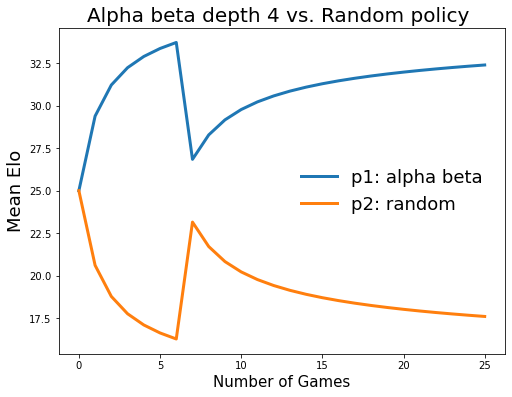 Alpha beta depth 4 vs. Random policy
Mean Elo
32.5
30.0
27.5
25.0
22.5
20.0
17.5
p1: alpha beta
p2: random
0 5 10 15 20 25
Number of Games